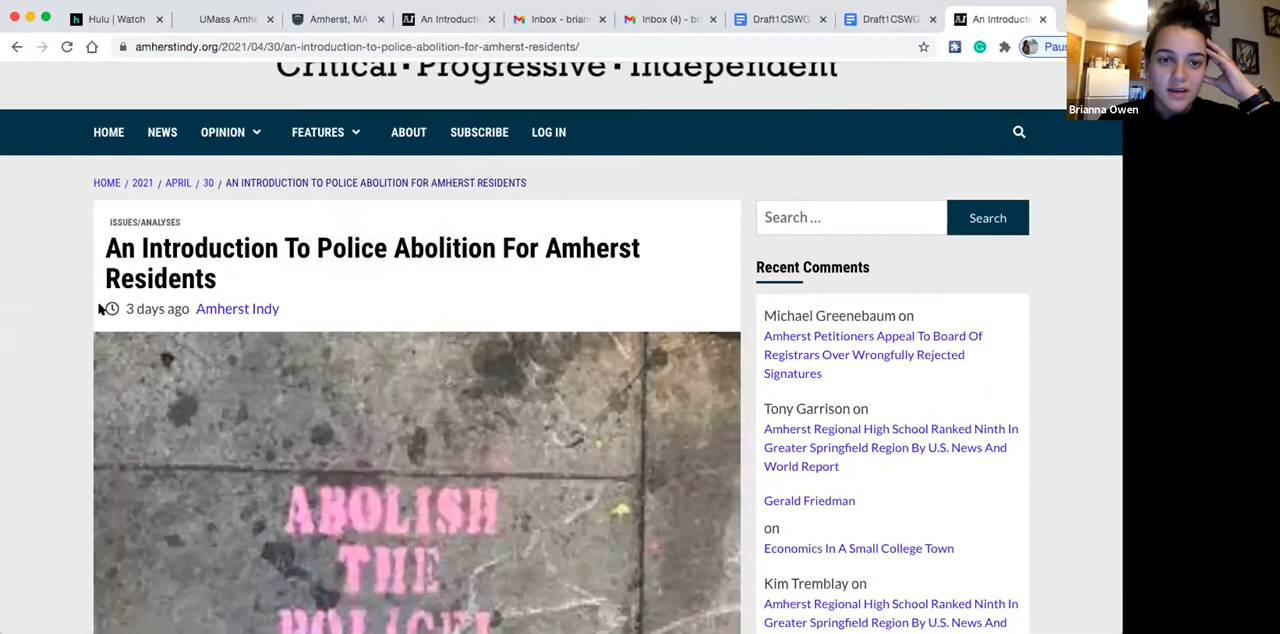 Hulu | Watch
UMass Amhe
Amherst, MA
An Introducti
Inbox - brian
Inbox (4) - br
Draft1CSWG
Draft1CSWG
An Introducti
amherstindy.org/2021/04/30/an-introduction-to-police-abolition-for-amherst-residents/
Paus
Brianna Owen
Critical • Progressive • Independent
HOME NEWS OPINION FEATURES ABOUT SUBSCRIBE LOG IN
HOME / 2021 / APRIL / 30 / AN INTRODUCTION TO POLICE ABOLITION FOR AMHERST RESIDENTS
ISSUES/ANALYSES
An Introduction To Police Abolition For Amherst
Residents
3 days ago Amherst Indy
ABOLISH
THE
POLICE!
Search ...
Search
Recent Comments
Michael Greenebaum on
Amherst Petitioners Appeal To Board Of
Registrars Over Wrongfully Rejected
Signatures
Tony Garrison on
Amherst Regional High School Ranked Ninth In
Greater Springfield Region By U.S. News And
World Report
Gerald Friedman
on
Economics In A Small College Town
Kim Tremblay on
Amherst Regional High School Ranked Ninth In
Greater Springfield Region By U.S. News And